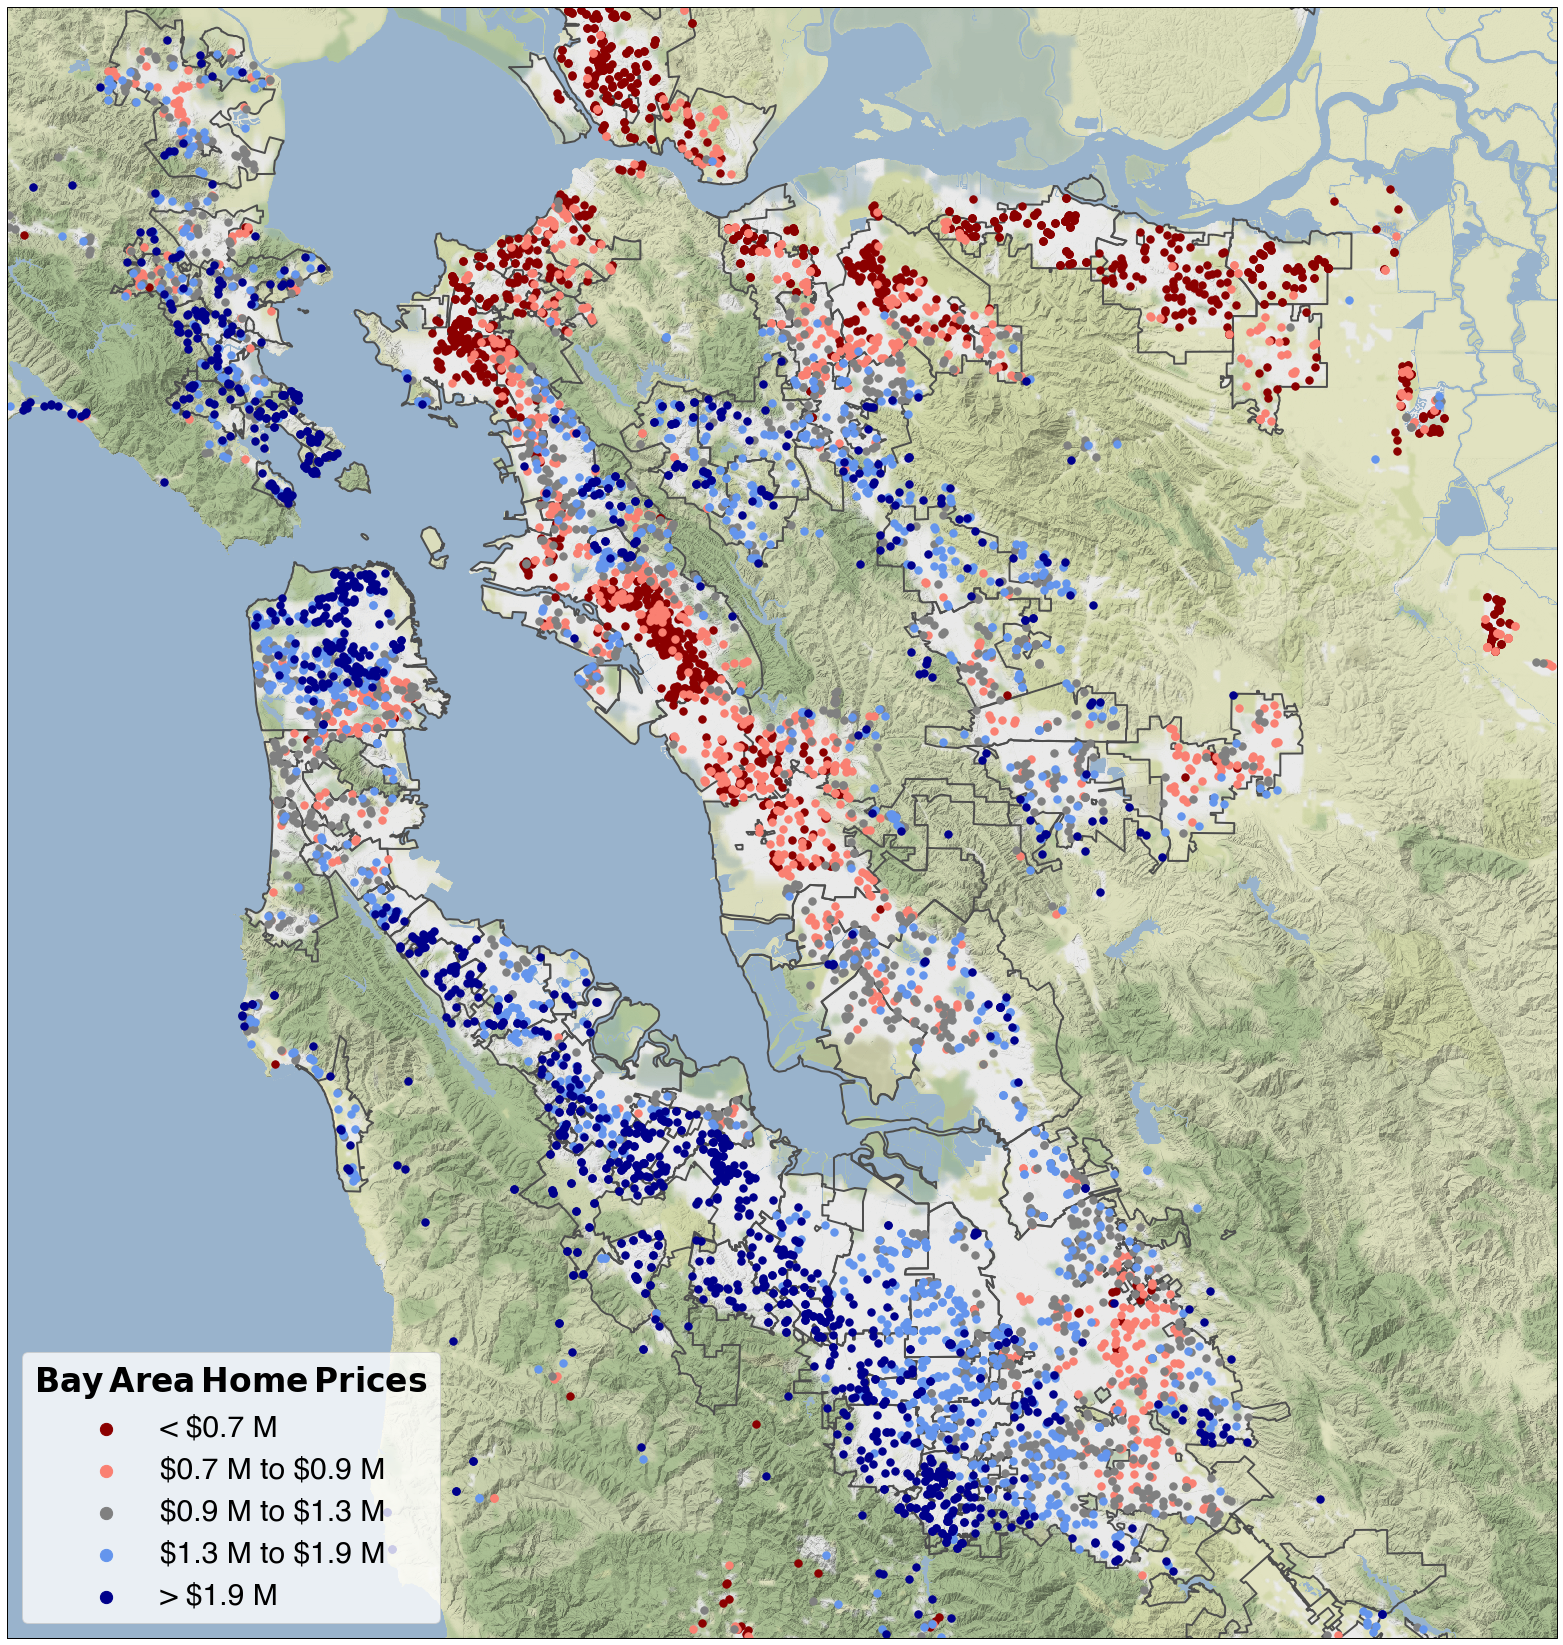 Bay Area Home Prices
< $0.7 M
$0.7 M to $0.9 M
$0.9 M to $1.3 M
$1.3 M to $1.9 M
> $1.9 M